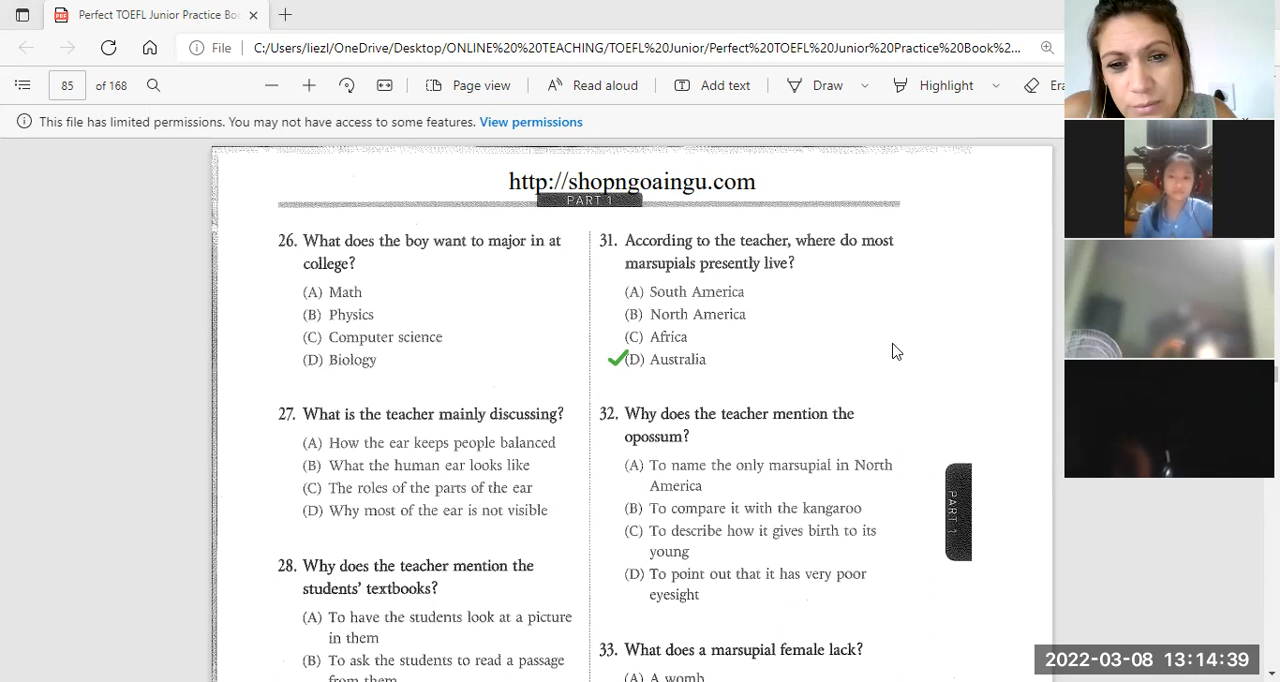 Perfect TOEFL Junior Practice Bo
File
C:/Users/liezl/OneDrive/Desktop/ONLINE%20%20TEACHING/TOEFL%20Junior/Perfect%20TOEFL%20Junior%20Practice%20Book%2...
85 of 168
Page view
Read aloud
Add text
Draw
Highlight
Era
This file has limited permissions. You may not have access to some features. View permissions
http://shopngoaingu.com
PART 1
26. What does the boy want to major in at
college?
(A) Math
(B) Physics
(C) Computer science
(D) Biology
27. What is the teacher mainly discussing?
(A) How the ear keeps people balanced
(B) What the human ear looks like
(C) The roles of the parts of the ear
(D) Why most of the ear is not visible
28. Why does the teacher mention the
students' textbooks?
(A) To have the students look at a picture
in them
(B) To ask the students to read a passage
from them
31. According to the teacher, where do most
marsupials presently live?
(A) South America
(B) North America
(C) Africa
(D) Australia
32. Why does the teacher mention the
opossum?
(A) To name the only marsupial in North
America
(B) To compare it with the kangaroo
(C) To describe how it gives birth to its
young
(D) To point out that it has very poor
eyesight
33. What does a marsupial female lack?
(A) A womb
PART 1
2022-03-08 13:14:39